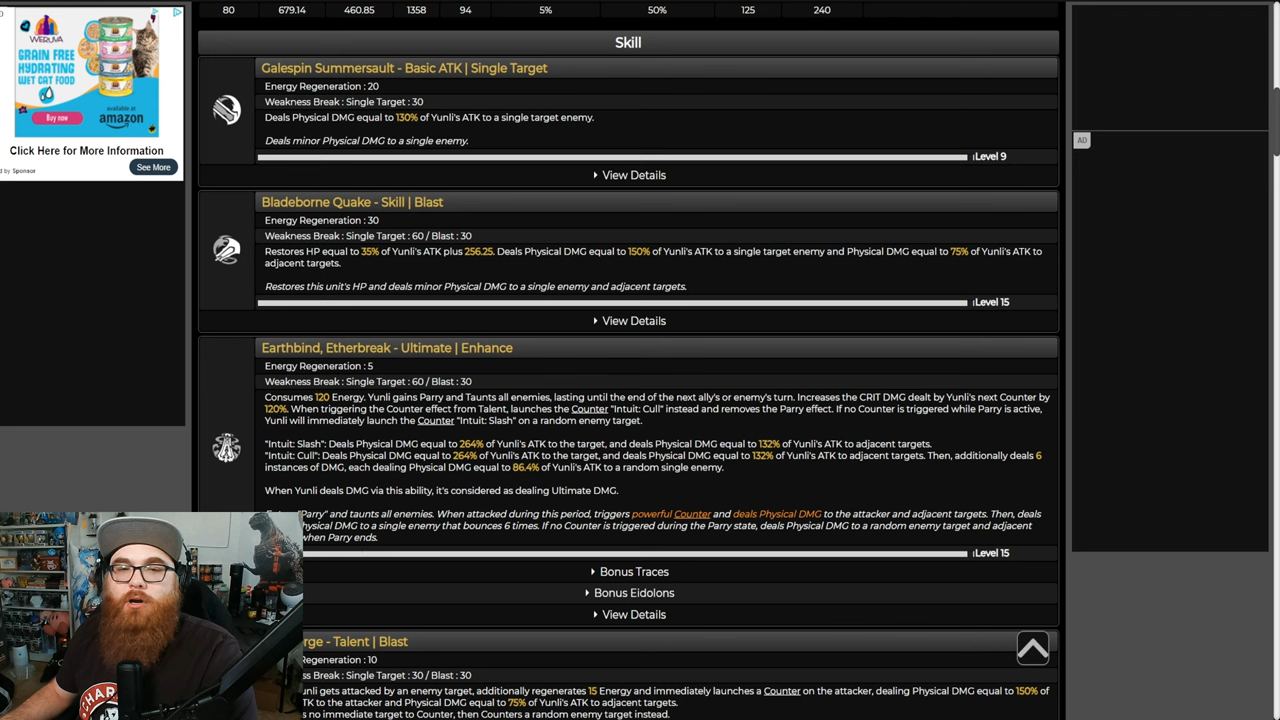 80 679.14 460.85 1358 94 5% 50% 125 240
WERUVA
GRAIN FREE
HYDRATING
WET CAT FOOD
Buy now
available at
amazon
Click Here for More Information
Sponsor
See More
AD
Skill
Galespin Summersault - Basic ATK | Single Target
Energy Regeneration : 20
Weakness Break : Single Target : 30
Deals Physical DMG equal to 130% of Yunli's ATK to a single target enemy.
Deals minor Physical DMG to a single enemy.
Level 9
View Details
Bladeborne Quake - Skill | Blast
Energy Regeneration : 30
Weakness Break : Single Target : 60 / Blast : 30
Restores HP equal to 35% of Yunli's ATK plus 256.25. Deals Physical DMG equal to 150% of Yunli's ATK to a single target enemy and Physical DMG equal to 75% of Yunli's ATK to
adjacent targets.
Restores this unit's HP and deals minor Physical DMG to a single enemy and adjacent targets.
Level 15
View Details
Earthbind, Etherbreak - Ultimate | Enhance
Energy Regeneration : 5
Weakness Break : Single Target : 60 / Blast : 30
Consumes 120 Energy. Yunli gains Parry and Taunts all enemies, lasting until the end of the next ally's or enemy's turn. Increases the CRIT DMG dealt by Yunli's next Counter by
120%. When triggering the Counter effect from Talent, launches the Counter "Intuit: Cull" instead and removes the Parry effect. If no Counter is triggered while Parry is active,
Yunli will immediately launch the Counter "Intuit: Slash" on a random enemy target.
"Intuit: Slash": Deals Physical DMG equal to 264% of Yunli's ATK to the target, and deals Physical DMG equal to 132% of Yunli's ATK to adjacent targets.
"Intuit: Cull": Deals Physical DMG equal to 264% of Yunli's ATK to the target, and deals Physical DMG equal to 132% of Yunli's ATK to adjacent targets. Then, additionally deals 6
instances of DMG, each dealing Physical DMG equal to 86.4% of Yunli's ATK to a random single enemy.
When Yunli deals DMG via this ability, it's considered as dealing Ultimate DMG.
"Parry" and taunts all enemies. When attacked during this period, triggers powerful Counter and deals Physical DMG to the attacker and adjacent targets. Then, deals
physical DMG to a single enemy that bounces 6 times. If no Counter is triggered during the Parry state, deals Physical DMG to a random enemy target and adjacent
when Parry ends.
Level 15
Bonus Traces
Bonus Eidolons
View Details
rge - Talent | Blast
Regeneration : 10
ss Break : Single Target : 30 / Blast : 30
unli gets attacked by an enemy target, additionally regenerates 15 Energy and immediately launches a Counter on the attacker, dealing Physical DMG equal to 150% of
TK to the attacker and Physical DMG equal to 75% of Yunli's ATK to adjacent targets.
s no immediate target to Counter, then Counters a random enemy target instead.